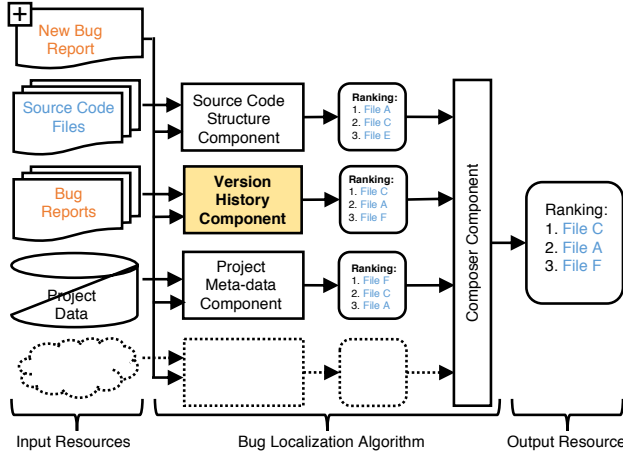 New Bug
Report
Source Code
Files
Source Code
Structure
Component
Ranking:
1. File A
2. File C
3. File E
Bug
Reports
Version
History
Component
Ranking:
1. File C
2. File A
3. File F
Project
Data
Project
Meta-data
Component
Ranking:
1. File F
2. File C
3. File A
Composer Component
Ranking:
1. File C
2. File A
3. File F
Input Resources
Bug Localization Algorithm
Output Resource